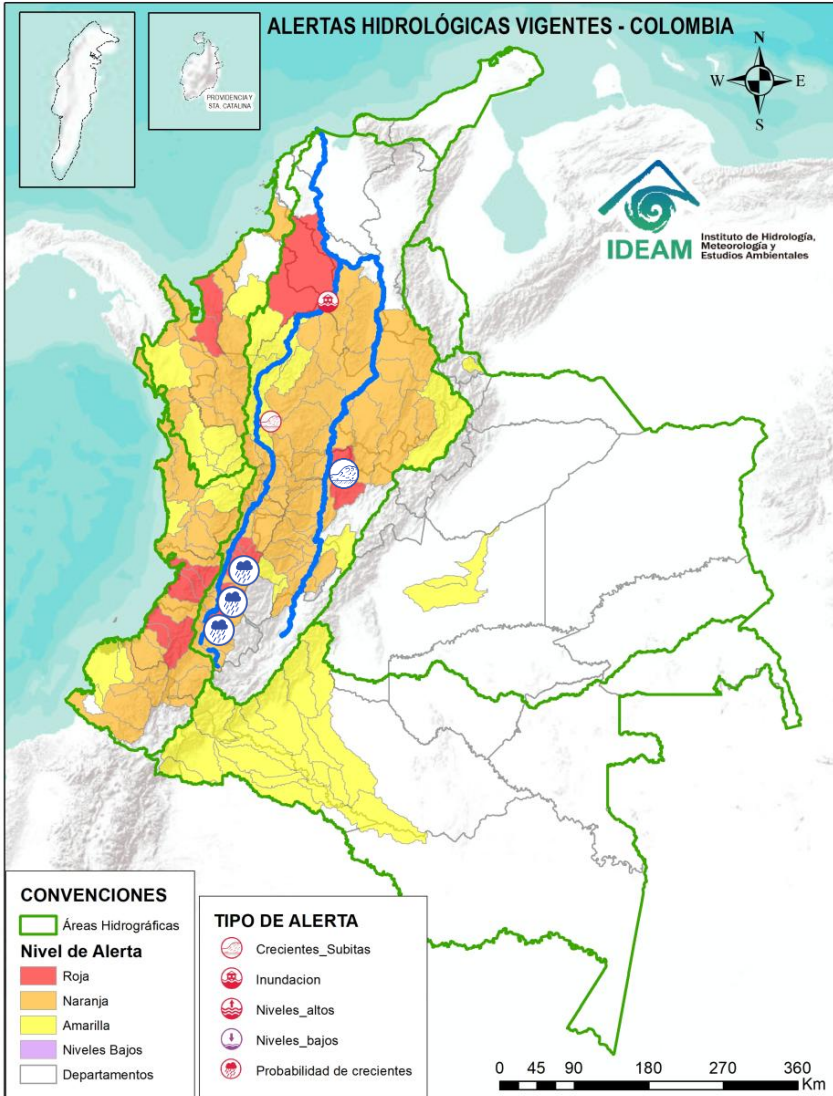 ALERTAS HIDROLÓGICAS VIGENTES - COLOMBIA
PROVIDENCIA Y
STA. CATALINA
N
W
E
S
IDEAM
Instituto de Hidrología,
Meteorología y
Estudios Ambientales
CONVENCIONES
Áreas Hidrográficas
Nivel de Alerta
Roja
Naranja
Amarilla
Niveles Bajos
Departamentos
TIPO DE ALERTA
Crecientes_Subitas
Inundacion
Niveles_altos
Niveles_bajos
Probabilidad de crecientes
0 45 90 180 270 360
Km